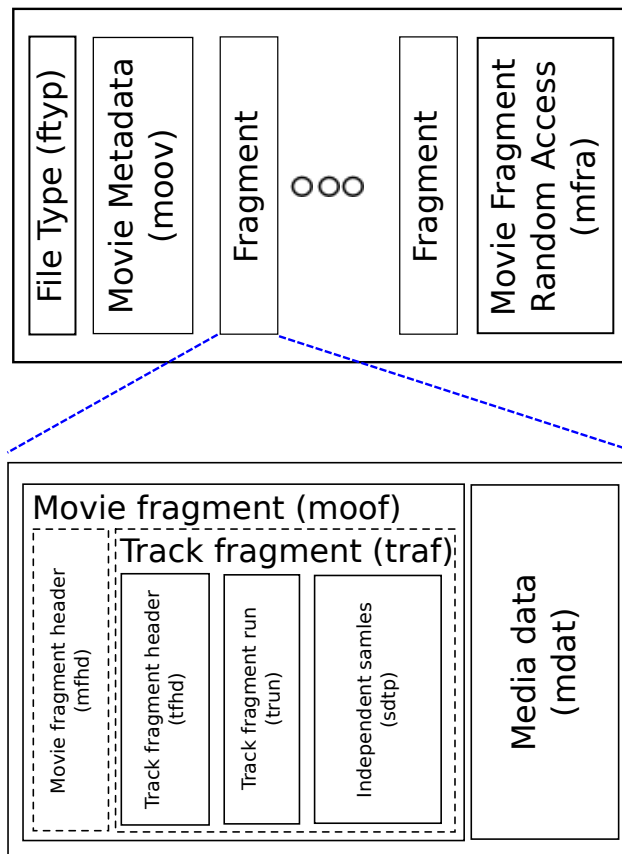 File Type (ftyp)
Movie Metadata
(moov)
Fragment
Fragment
Movie Fragment
Random Access
(mfra)
Movie fragment (moof)
Track fragment (traf)
Movie fragment header
(mfhd)
Track fragment header
(tfhd)
Track fragment run
(trun)
Independent samles
(sdtp)
Media data
(mdat)